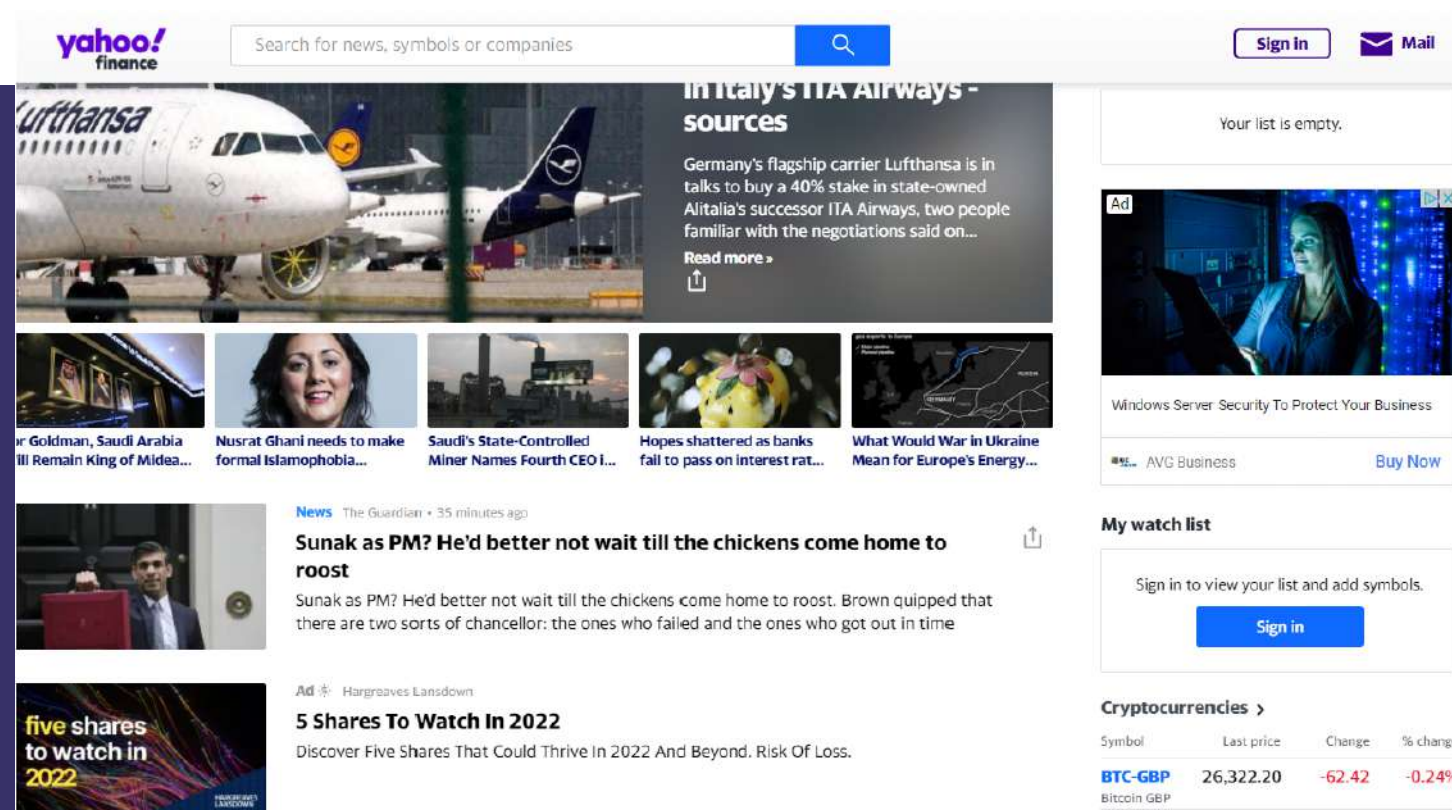 yahoo!
finance
Search for news, symbols or companies
Sign in
Mail
Lufthansa
in Italy's ITA Airways -
sources
Germany's flagship carrier Lufthansa is in
talks to buy a 40% stake in state-owned
Alitalia's successor ITA Airways, two people
familiar with the negotiations said on...
Read more »
or Goldman, Saudi Arabia
ill Remain King of Midea...
Nusrat Ghani needs to make
formal Islamophobia...
Saudi's State-Controlled
Miner Names Fourth CEO i...
Hopes shattered as banks
fail to pass on interest rat...
What Would War in Ukraine
Mean for Europe's Energy...
News The Guardian • 35 minutes ago
Sunak as PM? He'd better not wait till the chickens come home to
roost
Sunak as PM? He'd better not wait till the chickens come home to roost. Brown quipped that
there are two sorts of chancellor: the ones who failed and the ones who got out in time
five shares
to watch in
2022
HARGREAVES
LANSDOWN
Ad Hargreaves Lansdown
5 Shares To Watch In 2022
Discover Five Shares That Could Thrive In 2022 And Beyond. Risk Of Loss.
Your list is empty.
Ad
Windows Server Security To Protect Your Business
AVG Business
Buy Now
My watch list
Sign in to view your list and add symbols.
Sign in
Cryptocurrencies >
Symbol Last price Change % chang
BTC-GBP 26,322.20 -62.42 -0.24%
Bitcoin GBP